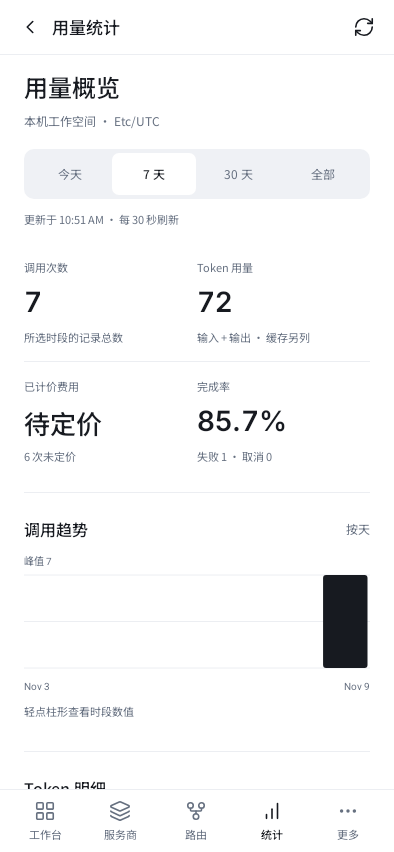 用量统计
用量概览
本机工作空间 · Etc/UTC
今天 7 天 30 天 全部
更新于 10:51 AM · 每 30 秒刷新
调用次数 Token 用量
7 72
所选时段的记录总数 输入 + 输出 · 缓存另列
已计价费用 完成率
待定价 85.7%
6 次未定价 失败 1 · 取消 0
调用趋势 按天
峰值 7
Nov 3 Nov 9
轻点柱形查看时段数值
Token 明细
工作台 服务商 路由 统计 更多